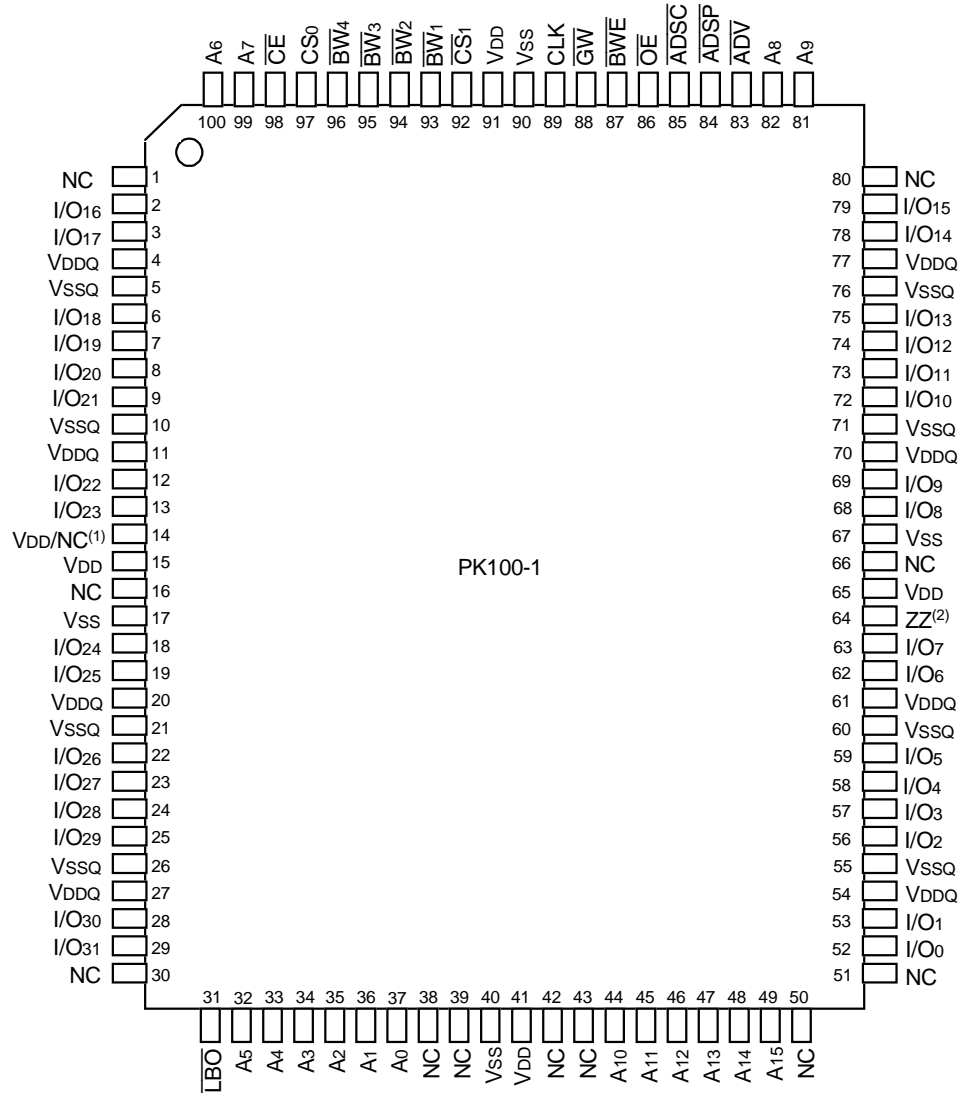 A6 A7 CE CS0 BW4 BW3 BW2 BW1 CS1 VDD VSS CLK GW BWE OE ADSC ADSP ADV A8 A9
100 99 98 97 96 95 94 93 92 91 90 89 88 87 86 85 84 83 82 81
NC 1 80 NC
I/O16 2 79 I/O15
I/O17 3 78 I/O14
VDDQ 4 77 VDDQ
VSSQ 5 76 VSSQ
I/O18 6 75 I/O13
I/O19 7 74 I/O12
I/O20 8 73 I/O11
I/O21 9 72 I/O10
VSSQ 10 71 VSSQ
VDDQ 11 70 VDDQ
I/O22 12 69 I/O9
I/O23 13 68 I/O8
VDD/NC(1) 14 67 VSS
VDD 15 PK100-1 66 NC
NC 16 65 VDD
VSS 17 64 ZZ(2)
I/O24 18 63 I/O7
I/O25 19 62 I/O6
VDDQ 20 61 VDDQ
VSSQ 21 60 VSSQ
I/O26 22 59 I/O5
I/O27 23 58 I/O4
I/O28 24 57 I/O3
I/O29 25 56 I/O2
VSSQ 26 55 VSSQ
VDDQ 27 54 VDDQ
I/O30 28 53 I/O1
I/O31 29 52 I/O0
NC 30 51 NC
31 32 33 34 35 36 37 38 39 40 41 42 43 44 45 46 47 48 49 50
LBO A5 A4 A3 A2 A1 A0 NC NC VSS VDD NC NC A10 A11 A12 A13 A14 A15 NC